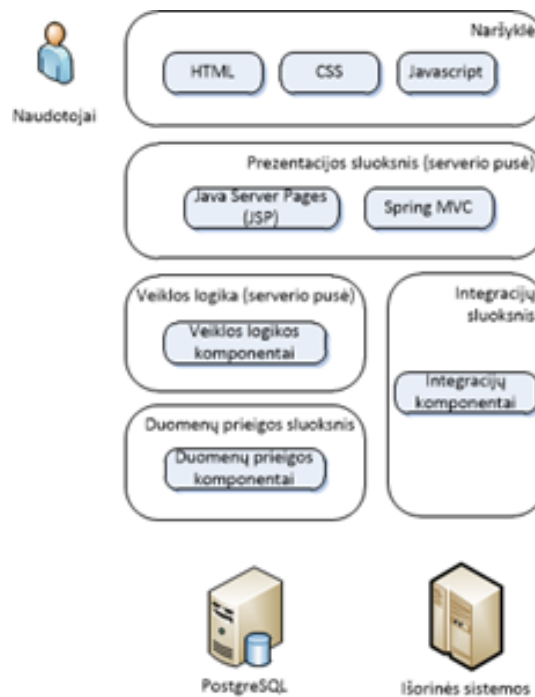 Naršyklė
HTML
CSS
Javascript
Naudotojai
Prezentacijos sluoksnis (serverio pusė)
Java Server Pages
(JSP)
Spring MVC
Veiklos logika (serverio pusė)
Veiklos logikos
komponentai
Integracijų
sluoksnis
Integracijų
komponentai
Duomenų prieigos sluoksnis
Duomenų prieigos
komponentai
PostgreSQL
Išorinės sistemos